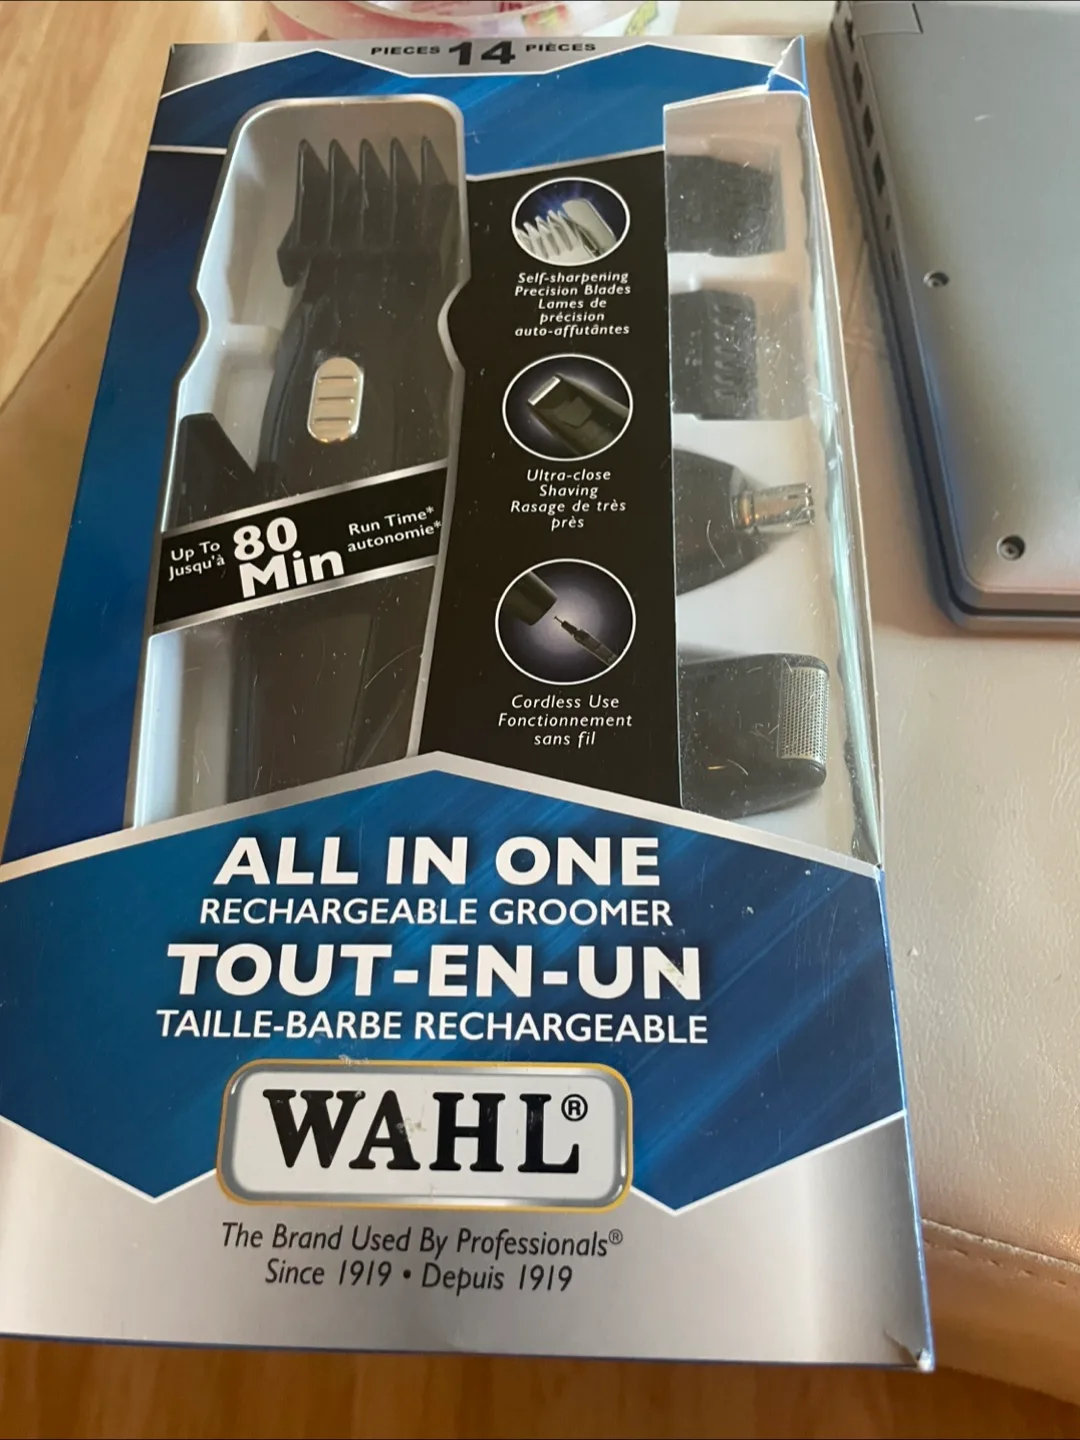 PIECES 14 PIÈCES
Self-sharpening
Precision Blades
Lames de
précision
auto-affutântes
Ultra-close
Shaving
Rasage de très
près
Up To 80 Run Time*
Jusqu'à Min autonomie*
Cordless Use
Fonctionnement
sans fil
ALL IN ONE
RECHARGEABLE GROOMER
TOUT-EN-UN
TAILLE-BARBE RECHARGEABLE
WAHL®
The Brand Used By Professionals®
Since 1919 • Depuis 1919